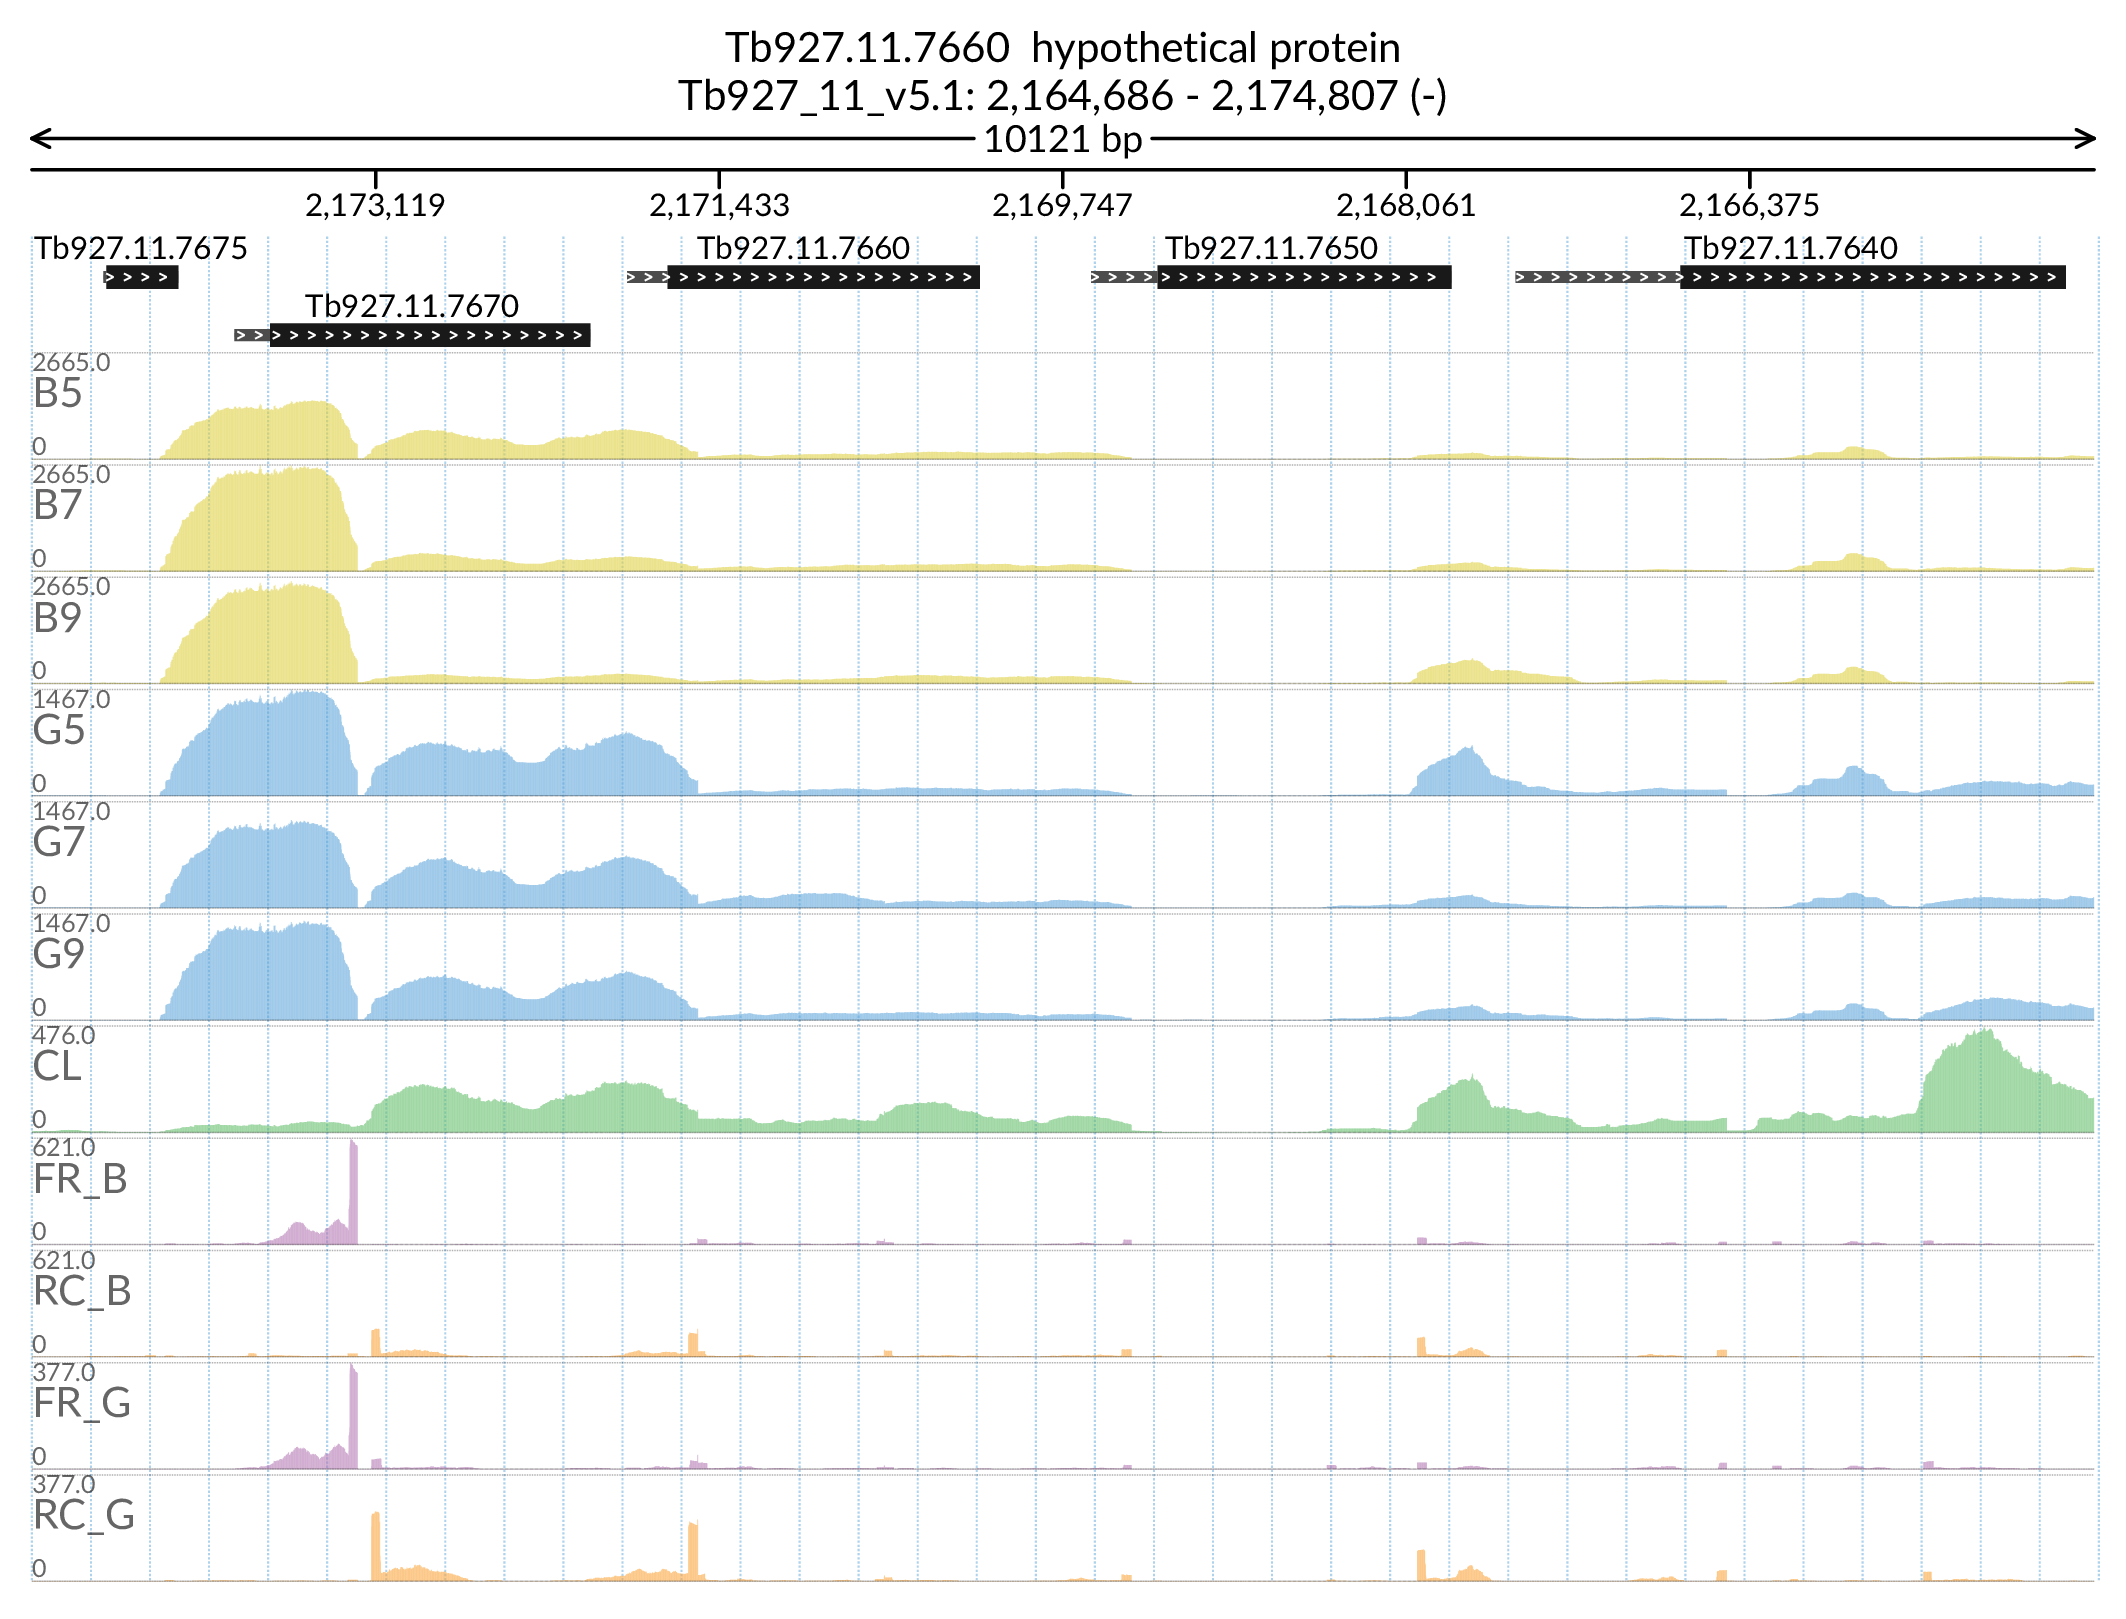 Tb927.11.7660 hypothetical protein
Tb927_11_v5.1: 2,164,686 - 2,174,807 (-)
10121 bp
2,173,119 2,171,433 2,169,747 2,168,061 2,166,375
Tb927.11.7675 Tb927.11.7660 Tb927.11.7650 Tb927.11.7640
Tb927.11.7670
2665.0
B5
0
2665.0
B7
0
2665.0
B9
0
1467.0
G5
0
1467.0
G7
0
1467.0
G9
0
476.0
CL
0
621.0
FR_B
0
621.0
RC_B
0
377.0
FR_G
0
377.0
RC_G
0